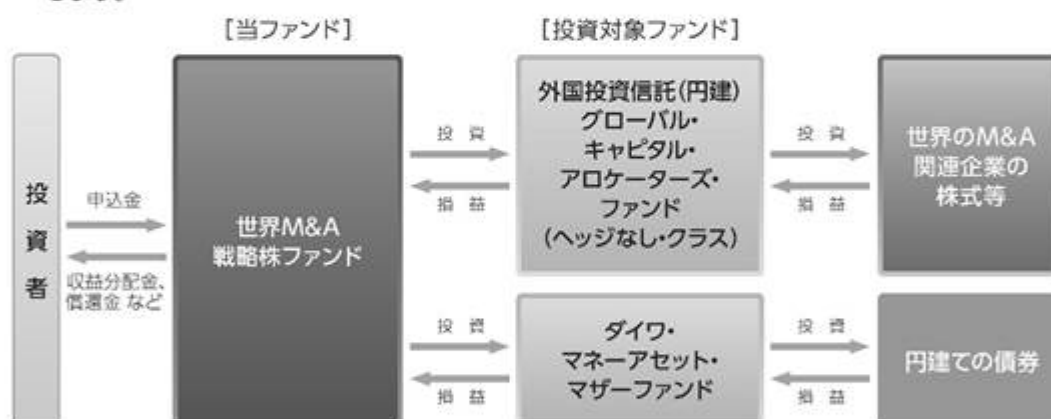 [当ファンド]
[投資対象ファンド]
投資者
申込金
収益分配金、
償還金 など
世界M&A
戦略株ファンド
投 資
損 益
外国投資信託(円建)
グローバル・
キャピタル・
アロケーターズ・
ファンド
(ヘッジなし・クラス)
投 資
損 益
世界のM&A
関連企業の
株式等
投 資
損 益
ダイワ・
マネーアセット・
マザーファンド
投 資
損 益
円建ての債券